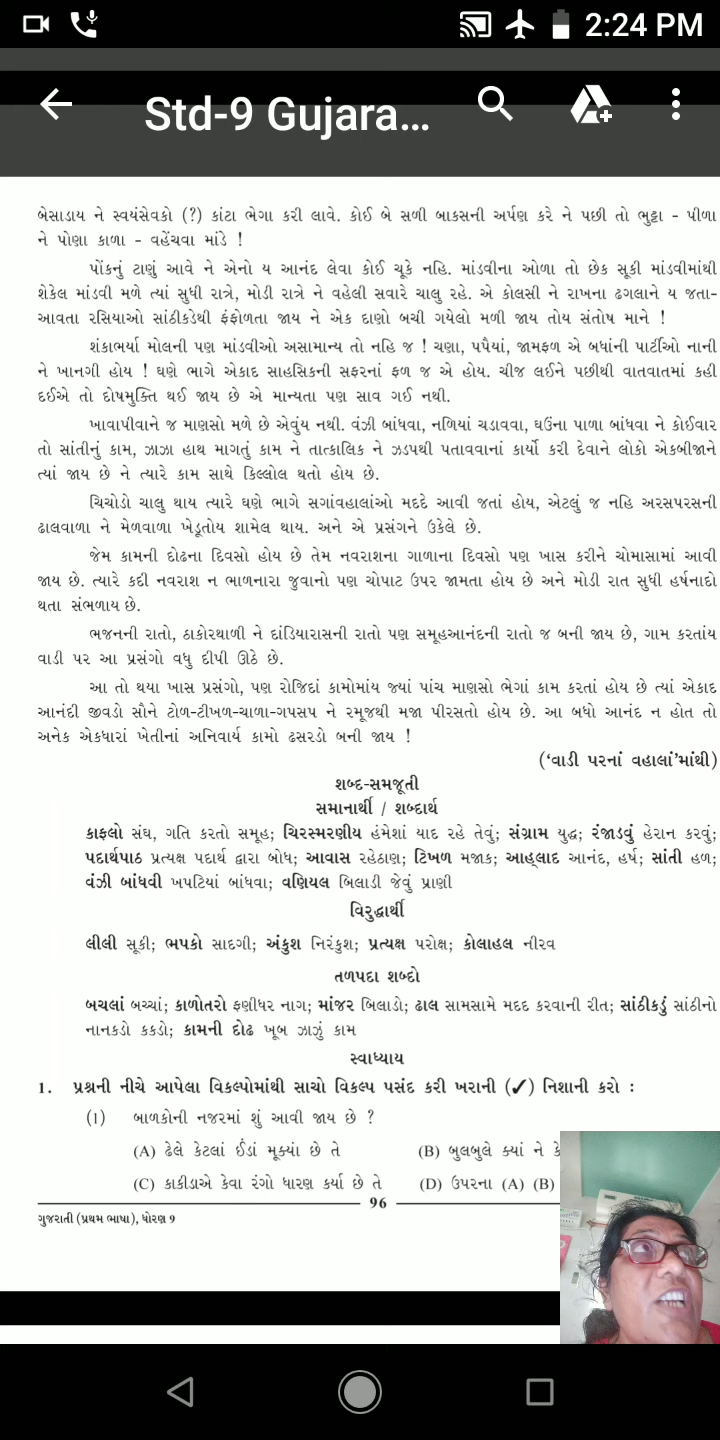 2:24 PM
Std-9 Gujara...
બેસાડાય ને સ્વયંસેવકો (?) કાંટા ભેગા કરી લાવે. કોઈ બે સળી બાકસની અર્પણ કરે ને પછી તો ભુટ્ટા - પીળા
ને પોણા કાળા - વહેંચવા માંડે !
પોંકનું ટાણું આવે ને એનો ય આનંદ લેવા કોઈ ચૂકે નહિ. માંડવીના ઓળા તો છેક સૂકી માંડવીમાંથી
શેકેલ માંડવી મળે ત્યાં સુધી રાત્રે, મોડી રાત્રે ને વહેલી સવારે ચાલુ રહે. એ કોલસી ને રાખના ઢગલાને ય જતા-
આવતા રસિયાઓ સાંઠીકડેથી ફંફોળતા જાય ને એક દાણો બચી ગયેલો મળી જાય તોય સંતોષ માને !
શંકાભર્યા મોલની પણ માંડવીઓ અસામાન્ય તો નહિ જ ! ચણા, પપૈયાં, જામફળ એ બધાંની પાર્ટીઓ નાની
ને ખાનગી હોય ! ઘણે ભાગે એકાદ સાહસિકની સફરનાં ફળ જ એ હોય. ચીજ લઈને પછીથી વાતવાતમાં કહી
દઈએ તો દોષમુક્તિ થઈ જાય છે એ માન્યતા પણ સાવ ગઈ નથી.
ખાવાપીવાને જ માણસો મળે છે એવુંય નથી. વંઝી બાંધવા, નળિયાં ચડાવવા, ઘઉંના પાળા બાંધવા ને કોઈવાર
તો સાંતીનું કામ, ઝાઝા હાથ માગતું કામ ને તાત્કાલિક ને ઝડપથી પતાવવાનાં કાર્યો કરી દેવાને લોકો એકબીજાને
ત્યાં જાય છે ને ત્યારે કામ સાથે કિલ્લોલ થતો હોય છે.
ચિચોડો ચાલુ થાય ત્યારે ઘણે ભાગે સગાંવહાલાંઓ મદદે આવી જતાં હોય, એટલું જ નહિ અરસપરસની
ઢાલવાળા ને મેળવાળા ખેડૂતોય શામેલ થાય. અને એ પ્રસંગને ઉકેલે છે.
જેમ કામની દોઢના દિવસો હોય છે તેમ નવરાશના ગાળાના દિવસો પણ ખાસ કરીને ચોમાસામાં આવી
જાય છે. ત્યારે કદી નવરાશ ન ભાળનારા જુવાનો પણ ચોપાટ ઉપર જામતા હોય છે અને મોડી રાત સુધી હર્ષનાદો
થતા સંભળાય છે.
ભજનની રાતો, ઠાકોરથાળી ને દાંડિયારાસની રાતો પણ સમૂહઆનંદની રાતો જ બની જાય છે, ગામ કરતાંય
વાડી પર આ પ્રસંગો વધુ દીપી ઊઠે છે.
આ તો થયા ખાસ પ્રસંગો, પણ રોજિદાં કામોમાંય જ્યાં પાંચ માણસો ભેગાં કામ કરતાં હોય છે ત્યાં એકાદ
આનંદી જીવડો સૌને ટોળ-ટીખળ-ચાળા-ગપસપ ને રમૂજથી મજા પીરસતો હોય છે. આ બધો આનંદ ન હોત તો
અનેક એકધારાં ખેતીનાં અનિવાર્ય કામો ઢસરડો બની જાય !
('વાડી પરનાં વહાલાં'માંથી)
શબ્દ-સમજૂતી
સમાનાર્થી / શબ્દાર્થ
કાફલો સંઘ, ગતિ કરતો સમૂહ; ચિરસ્મરણીય હંમેશાં યાદ રહે તેવું; સંગ્રામ યુદ્ધ; રંજાડવું હેરાન કરવું;
પદાર્થપાઠ પ્રત્યક્ષ પદાર્થ દ્વારા બોધ; આવાસ રહેઠાણ; ટિખળ મજાક; આહ્લાદ આનંદ, હર્ષ; સાંતી હળ;
વંઝી બાંધવી ખપટિયાં બાંધવા; વણિયલ બિલાડી જેવું પ્રાણી
વિરુદ્ધાર્થી
લીલી સૂકી; ભપકો સાદગી; અંકુશ નિરંકુશ; પ્રત્યક્ષ પરોક્ષ; કોલાહલ નીરવ
તળપદા શબ્દો
બચલાં બચ્ચાં; કાળોતરો ફણીધર નાગ; માંજર બિલાડો; ઢાલ સામસામે મદદ કરવાની રીત; સાંઠીકડું સાંઠીનો
નાનકડો કકડો; કામની દોઢ ખૂબ ઝાઝું કામ
સ્વાધ્યાય
1. પ્રશ્નની નીચે આપેલા વિકલ્પોમાંથી સાચો વિકલ્પ પસંદ કરી ખરાની (✓) નિશાની કરો :
(1) બાળકોની નજરમાં શું આવી જાય છે ?
(A) ઢેલે કેટલાં ઈંડાં મૂક્યાં છે તે (B) બુલબુલે ક્યાં ને
(C) કાકીડાએ કેવા રંગો ધારણ કર્યા છે તે (D) ઉપરના (A) (B)
96
ગુજરાતી (પ્રથમ ભાષા), ધોરણ 9